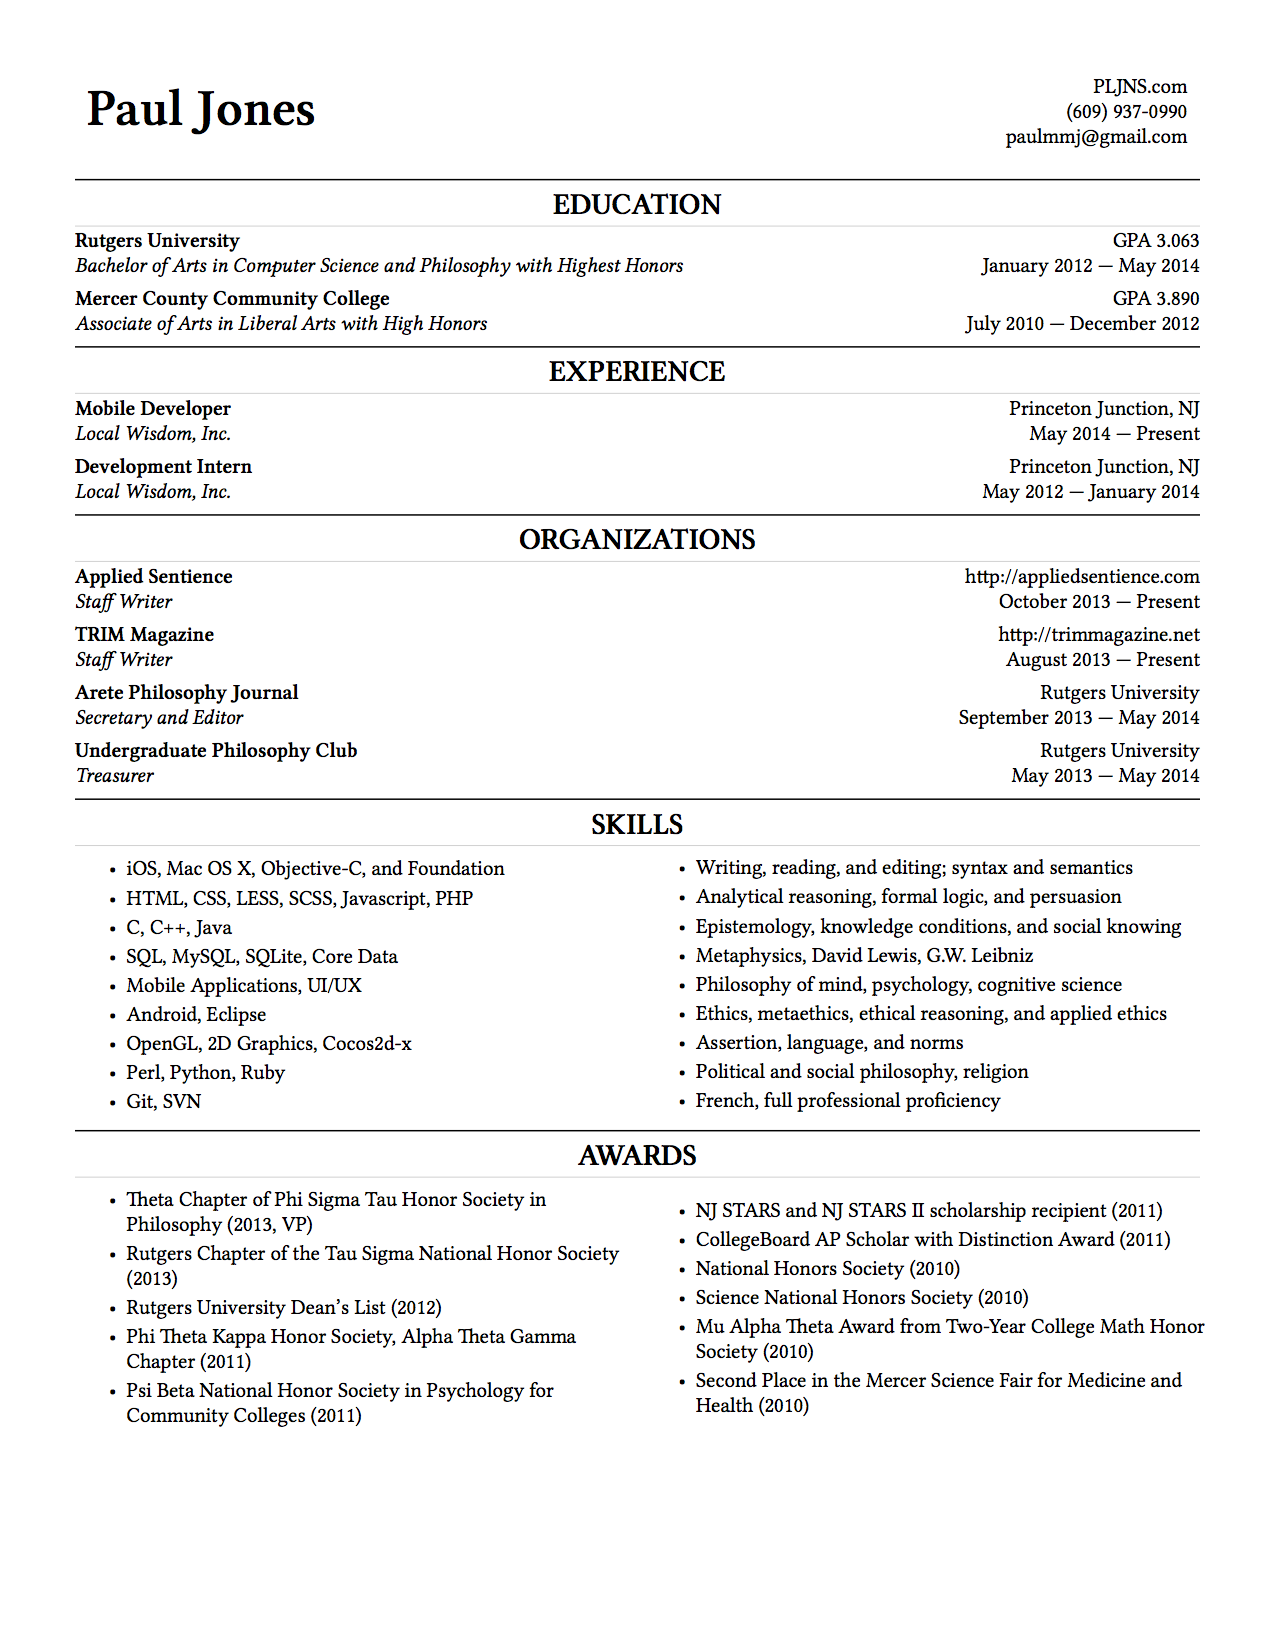 Paul Jones
PLJNS.com
(609) 937-0990
paulmmj@gmail.com
EDUCATION
Rutgers University GPA 3.063
Bachelor of Arts in Computer Science and Philosophy with Highest Honors January 2012 — May 2014
Mercer County Community College GPA 3.890
Associate of Arts in Liberal Arts with High Honors July 2010 — December 2012
EXPERIENCE
Mobile Developer Princeton Junction, NJ
Local Wisdom, Inc. May 2014 — Present
Development Intern Princeton Junction, NJ
Local Wisdom, Inc. May 2012 — January 2014
ORGANIZATIONS
Applied Sentience http://appliedsentience.com
Staff Writer October 2013 — Present
TRIM Magazine http://trimmagazine.net
Staff Writer August 2013 — Present
Arete Philosophy Journal Rutgers University
Secretary and Editor September 2013 — May 2014
Undergraduate Philosophy Club Rutgers University
Treasurer May 2013 — May 2014
SKILLS
• iOS, Mac OS X, Objective-C, and Foundation
• HTML, CSS, LESS, SCSS, Javascript, PHP
• C, C++, Java
• SQL, MySQL, SQLite, Core Data
• Mobile Applications, UI/UX
• Android, Eclipse
• OpenGL, 2D Graphics, Cocos2d-x
• Perl, Python, Ruby
• Git, SVN
• Writing, reading, and editing; syntax and semantics
• Analytical reasoning, formal logic, and persuasion
• Epistemology, knowledge conditions, and social knowing
• Metaphysics, David Lewis, G.W. Leibniz
• Philosophy of mind, psychology, cognitive science
• Ethics, metaethics, ethical reasoning, and applied ethics
• Assertion, language, and norms
• Political and social philosophy, religion
• French, full professional proficiency
AWARDS
• Theta Chapter of Phi Sigma Tau Honor Society in
Philosophy (2013, VP)
• Rutgers Chapter of the Tau Sigma National Honor Society
(2013)
• Rutgers University Dean's List (2012)
• Phi Theta Kappa Honor Society, Alpha Theta Gamma
Chapter (2011)
• Psi Beta National Honor Society in Psychology for
Community Colleges (2011)
• NJ STARS and NJ STARS II scholarship recipient (2011)
• CollegeBoard AP Scholar with Distinction Award (2011)
• National Honors Society (2010)
• Science National Honors Society (2010)
• Mu Alpha Theta Award from Two-Year College Math Honor
Society (2010)
• Second Place in the Mercer Science Fair for Medicine and
Health (2010)